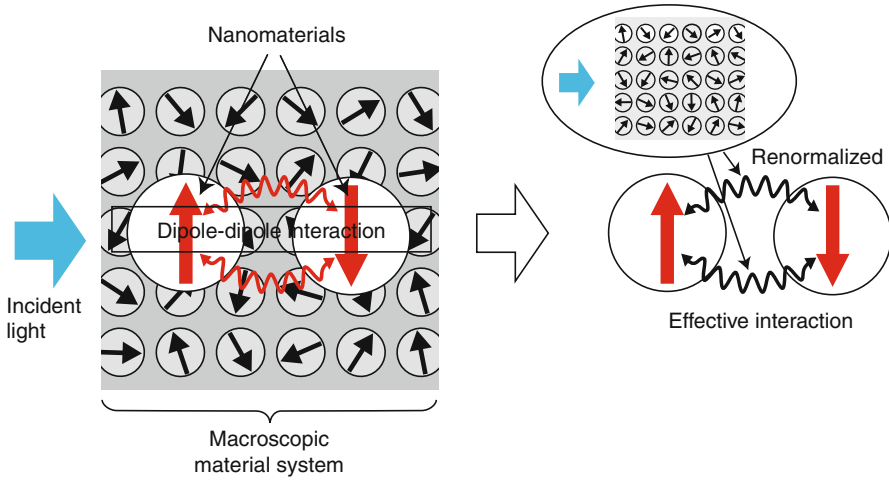 Nanomaterials
Dipole-dipole interaction
Incident
light
Macroscopic
material system
Renormalized
Effective interaction